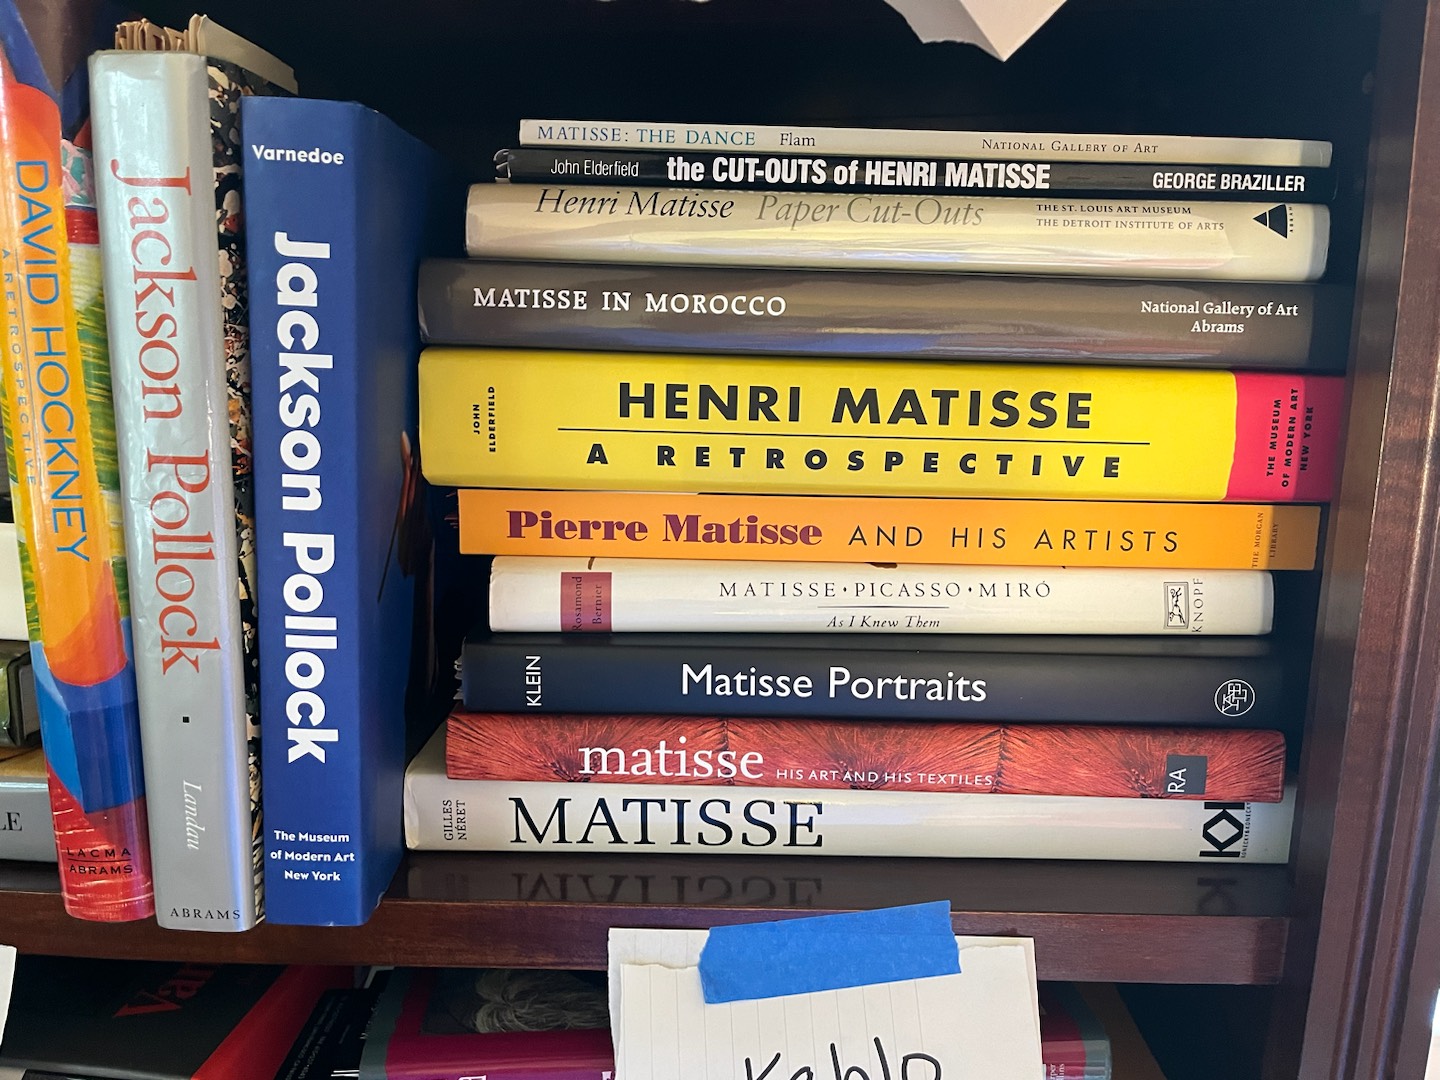 DAVID HOCKNEY
A RETROSPECTIVE
LACMA
ABRAMS
Jackson Pollock
Landau
ABRAMS
Varnedoe
Jackson Pollock
The Museum
of Modern Art
New York
MATISSE: THE DANCE Flam NATIONAL GALLERY OF ART
John Elderfield the CUT-OUTS of HENRI MATISSE GEORGE BRAZILLER
Henri Matisse Paper Cut-Outs
THE ST. LOUIS ART MUSEUM
THE DETROIT INSTITUTE OF ARTS
MATISSE IN MOROCCO
National Gallery of Art
Abrams
JOHN
ELDERFIELD
HENRI MATISSE
A RETROSPECTIVE
THE MUSEUM
OF MODERN ART
NEW YORK
Pierre Matisse AND HIS ARTISTS
THE MORGAN
LIBRARY
Rosamond
Bernier
MATISSE•PICASSO•MIRÓ
As I Knew Them
KNOPF
KLEIN
Matisse Portraits
matisse HIS ART AND HIS TEXTILES
RA
GILLES
NÉRET
MATISSE
LE
Kahlo